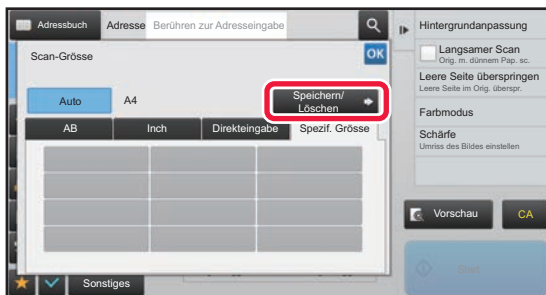 Adressbuch
Adresse
Berühren zur Adresseingabe
Scan-Grösse
OK
Auto
A4
Speichern/
Löschen
AB
Inch
Direkteingabe
Spezif. Grösse
Sonstiges
Hintergrundanpassung
Langsamer Scan
Orig. m. dünnem Pap. sc.
Leere Seite überspringen
Leere Seite im Orig. überspr.
Farbmodus
Schärfe
Umriss des Bildes einstellen
Vorschau
CA
Start